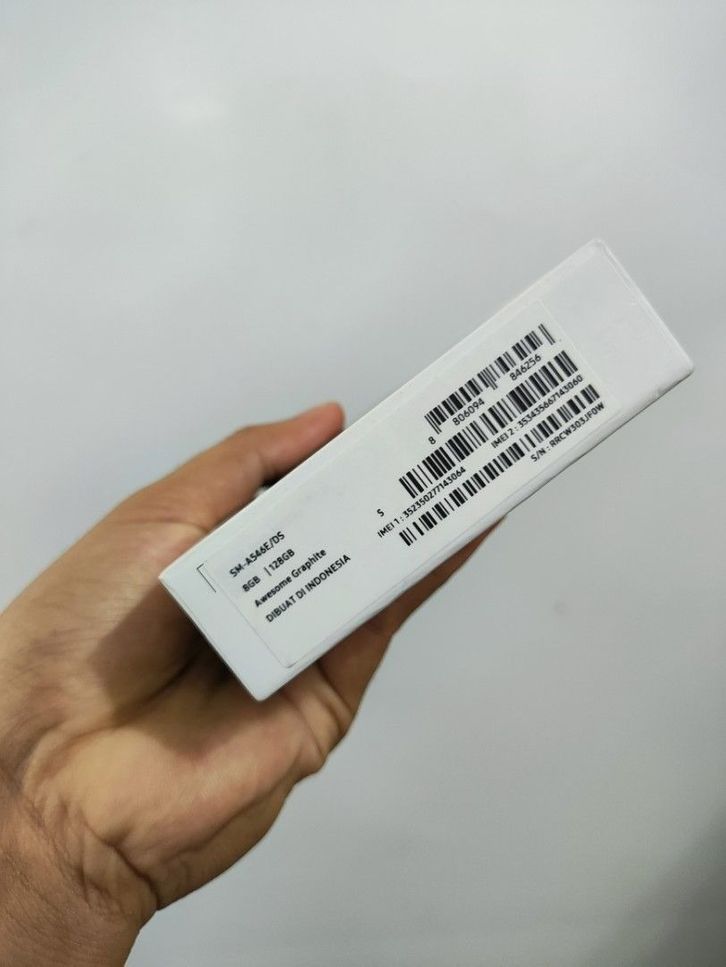 SM-A546E/DS
8GB | 128GB
Awesome Graphite
DIBUAT DI INDONESIA
8 806094 846256
S
IMEI 1 : 352350277143064
IMEI 2 : 353435667143060
S/N : RRCW303JF0W